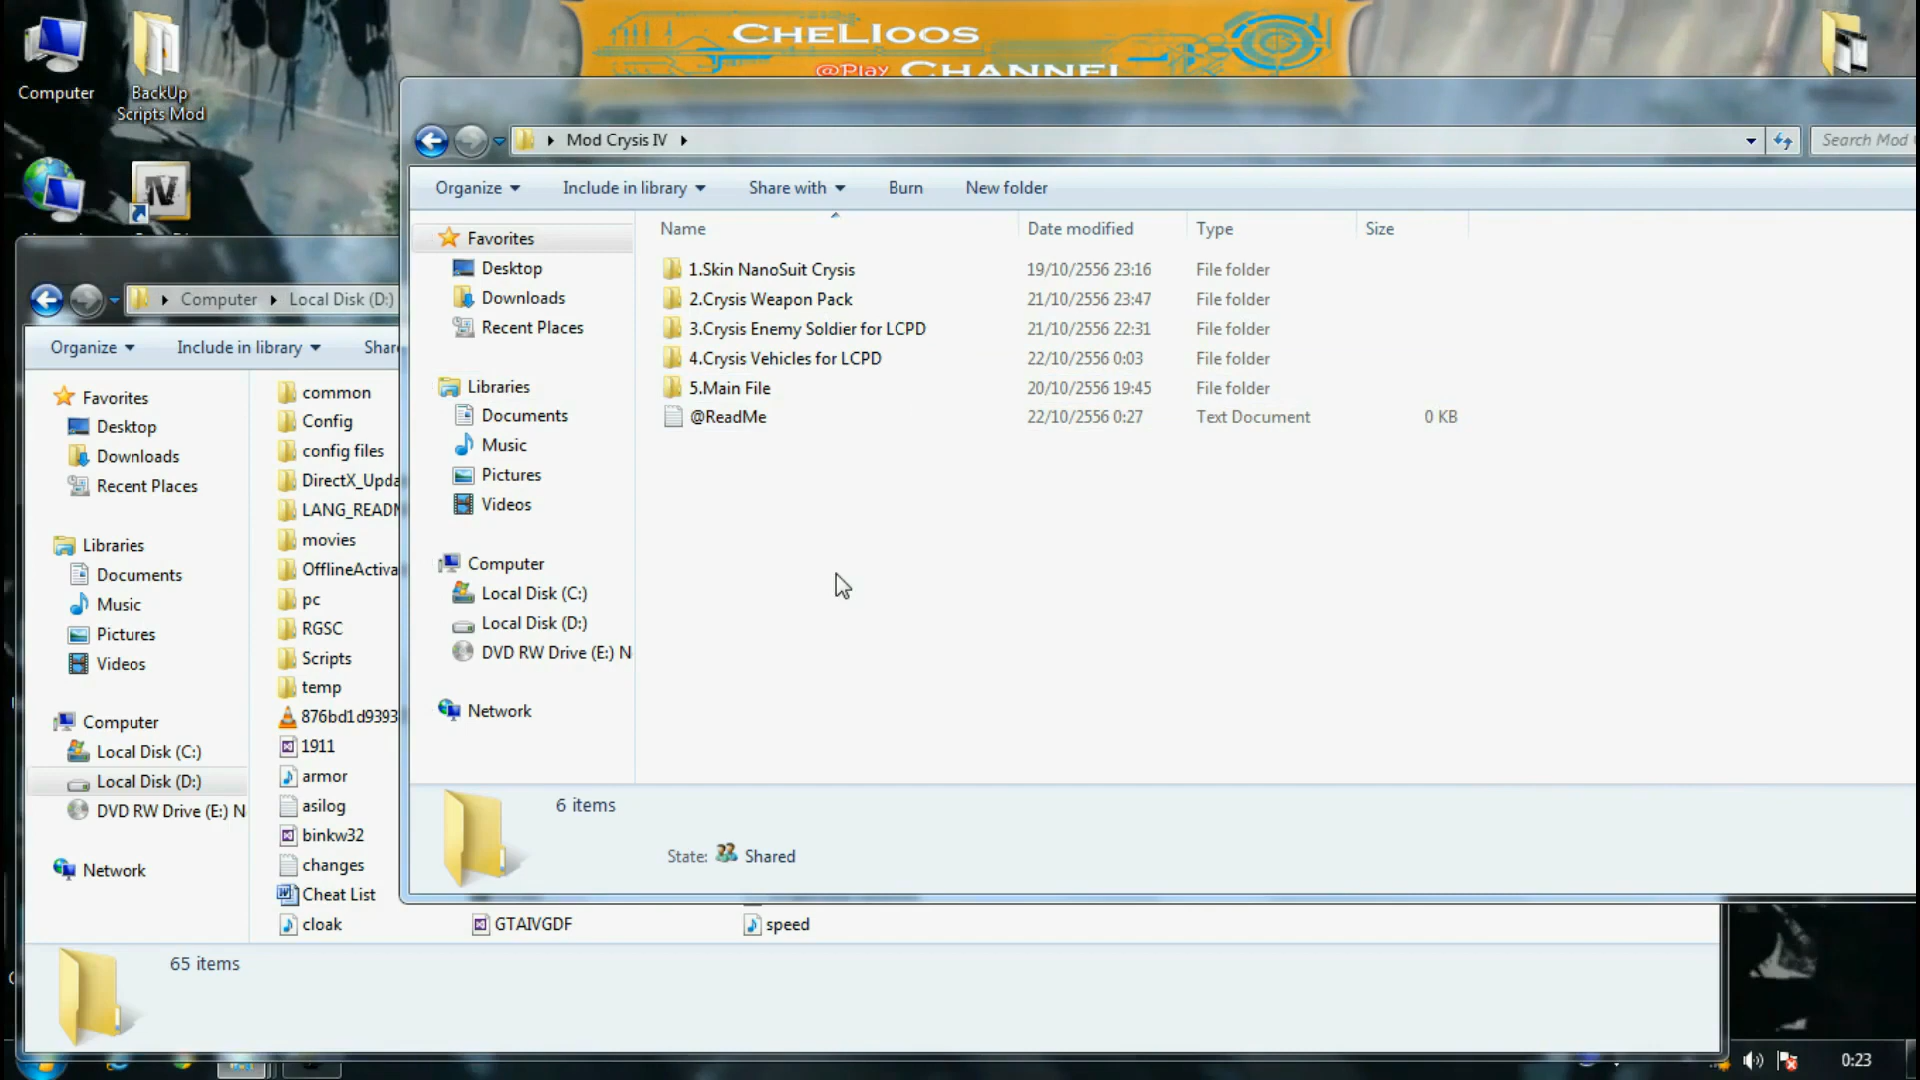 CHELIOOS
@Play CHANNEL
Computer
BackUp
Scripts Mod
Mod Crysis IV
Search Mod
Organize
Include in library
Share with
Burn
New folder
Name
Date modified
Type
Size
Favorites
Desktop
Downloads
Recent Places
Libraries
Documents
Music
Pictures
Videos
Computer
Local Disk (C:)
Local Disk (D:)
DVD RW Drive (E:) N
Network
1.Skin NanoSuit Crysis 19/10/2556 23:16 File folder
2.Crysis Weapon Pack 21/10/2556 23:47 File folder
3.Crysis Enemy Soldier for LCPD 21/10/2556 22:31 File folder
4.Crysis Vehicles for LCPD 22/10/2556 0:03 File folder
5.Main File 20/10/2556 19:45 File folder
@ReadMe 22/10/2556 0:27 Text Document 0 KB
6 items
State: Shared
Computer
Local Disk (D:)
Organize
Include in library
Shar
Favorites
Desktop
Downloads
Recent Places
Libraries
Documents
Music
Pictures
Videos
Computer
Local Disk (C:)
Local Disk (D:)
DVD RW Drive (E:) N
Network
common
Config
config files
DirectX_Upda
LANG_READM
movies
OfflineActiva
pc
RGSC
Scripts
temp
876bd1d9393
1911
armor
asilog
binkw32
changes
Cheat List
cloak
GTAIVGDF
speed
65 items
0:23